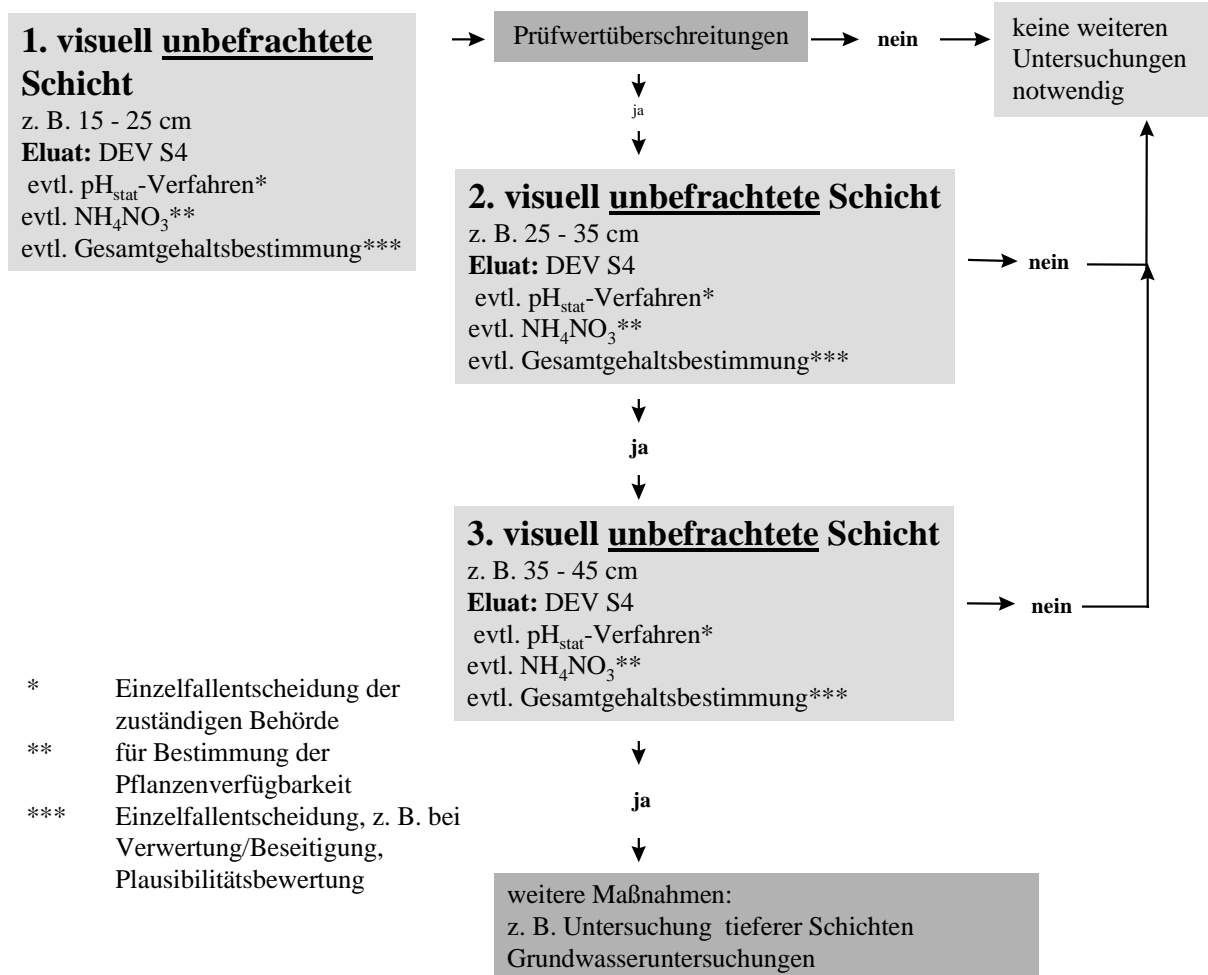 1. visuell unbefrachtete
Schicht
z. B. 15 - 25 cm
Eluat: DEV S4
evtl. pHstat-Verfahren*
evtl. NH4NO3**
evtl. Gesamtgehaltsbestimmung***
Prüfwertüberschreitungen
nein
keine weiteren
Untersuchungen
notwendig
ja
2. visuell unbefrachtete Schicht
z. B. 25 - 35 cm
Eluat: DEV S4
evtl. pHstat-Verfahren*
evtl. NH4NO3**
evtl. Gesamtgehaltsbestimmung***
nein
ja
3. visuell unbefrachtete Schicht
z. B. 35 - 45 cm
Eluat: DEV S4
evtl. pHstat-Verfahren*
evtl. NH4NO3**
evtl. Gesamtgehaltsbestimmung***
nein
* Einzelfallentscheidung der
zuständigen Behörde
** für Bestimmung der
Pflanzenverfügbarkeit
*** Einzelfallentscheidung, z. B. bei
Verwertung/Beseitigung,
Plausibilitätsbewertung
ja
weitere Maßnahmen:
z. B. Untersuchung tieferer Schichten
Grundwasseruntersuchungen